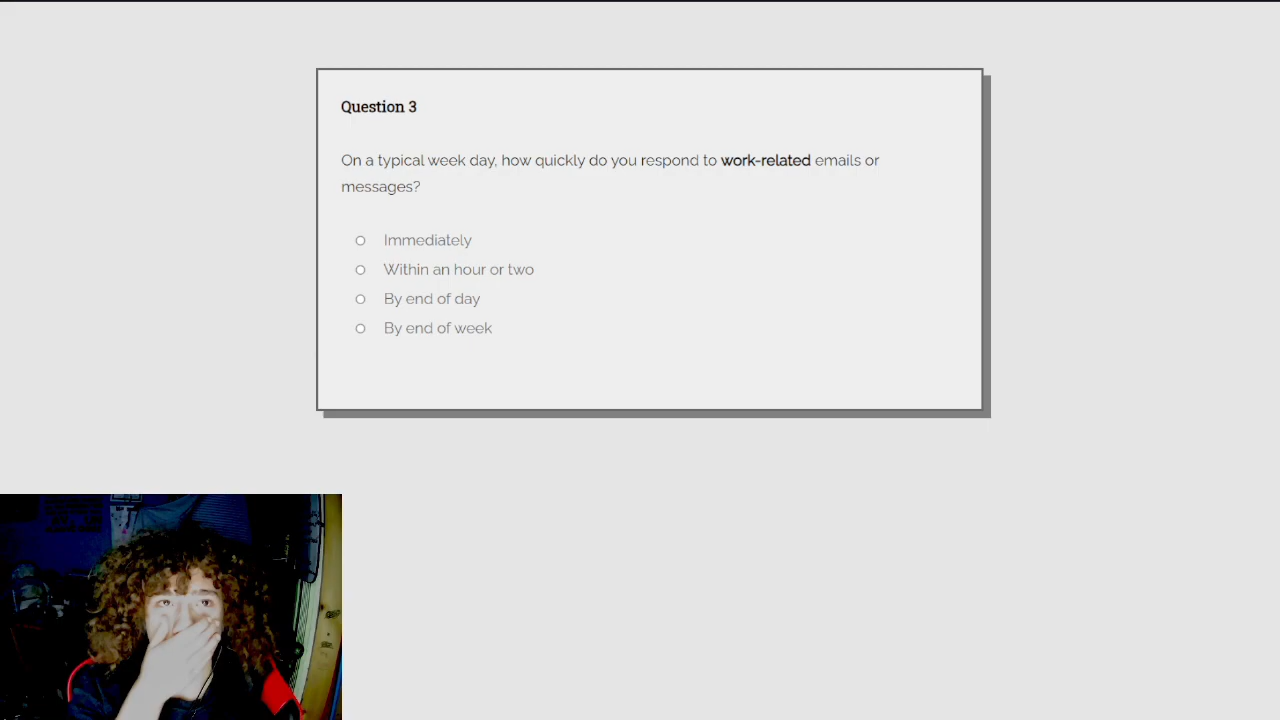 Question 3
On a typical week day, how quickly do you respond to work-related emails or
messages?
Immediately
Within an hour or two
By end of day
By end of week